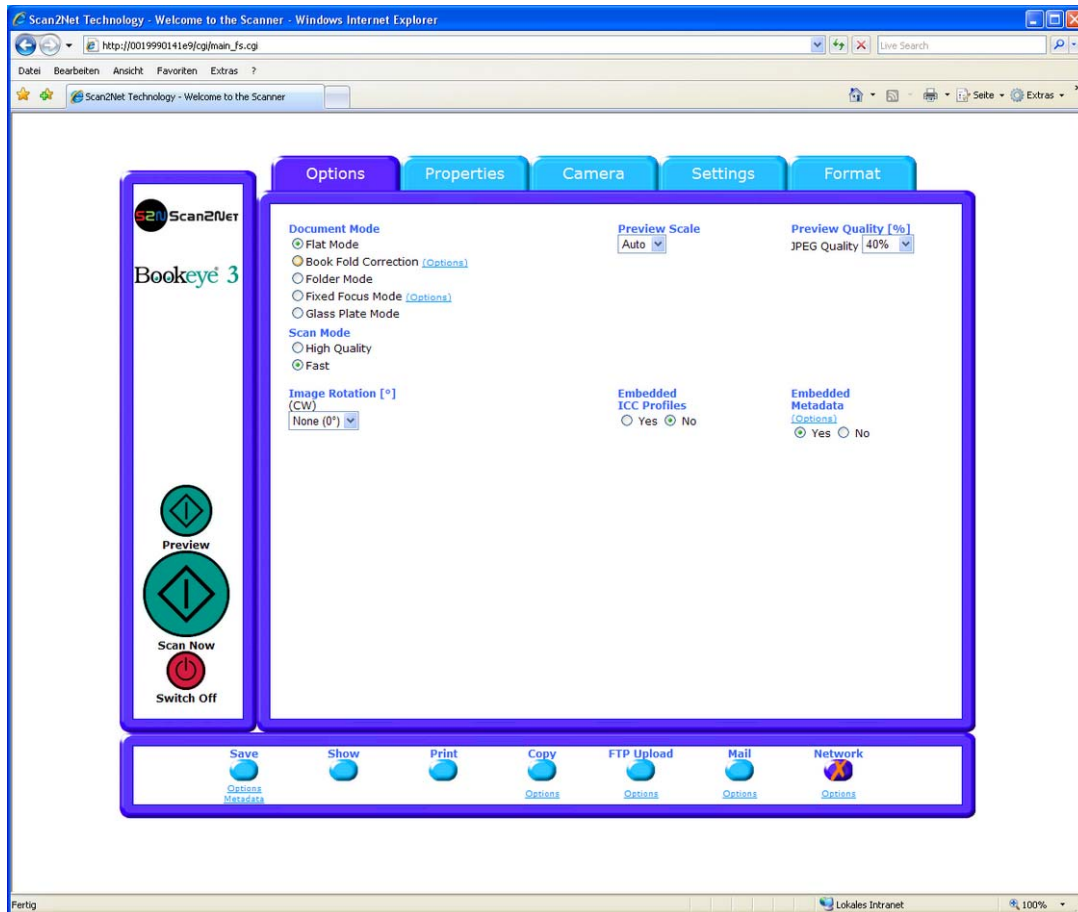 Scan2Net Technology - Welcome to the Scanner - Windows Internet Explorer
http://0019990141e9/cgi/main_fs.cgi
Live Search
Datei Bearbeiten Ansicht Favoriten Extras ?
Scan2Net Technology - Welcome to the Scanner
Seite Extras
Options Properties Camera Settings Format
S2N Scan2Net
Bookeye 3
Document Mode
Flat Mode
Book Fold Correction (Options)
Folder Mode
Fixed Focus Mode (Options)
Glass Plate Mode
Scan Mode
High Quality
Fast
Image Rotation [°]
(CW)
None (0°)
Preview Scale
Auto
Preview Quality [%]
JPEG Quality 40%
Embedded
ICC Profiles
Yes No
Embedded
Metadata
(Options)
Yes No
Preview
Scan Now
Switch Off
Save Show Print Copy FTP Upload Mail Network
X
Options Options Options Options Options
Metadata
Fertig Lokales Intranet 100%